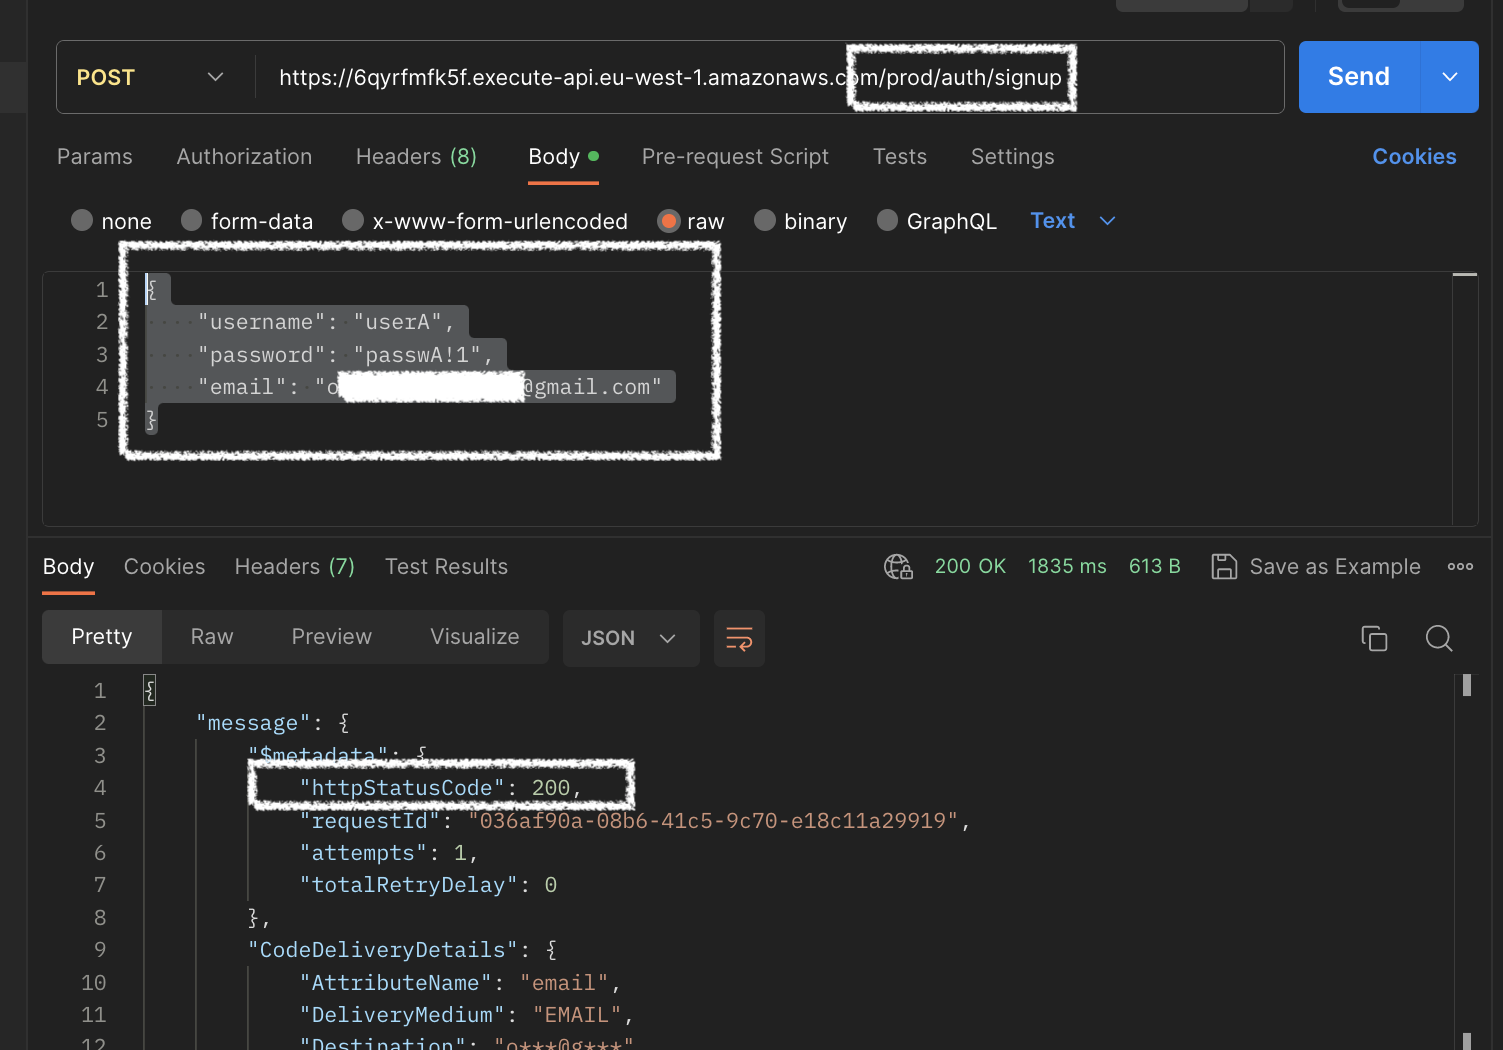 POST https://6qyrfmfk5f.execute-api.eu-west-1.amazonaws.com/prod/auth/signup Send
Params Authorization Headers (8) Body Pre-request Script Tests Settings Cookies
none form-data x-www-form-urlencoded raw binary GraphQL Text
1 {
2 "username": "userA",
3 "password": "passwA!1",
4 "email": "o @gmail.com"
5 }
Body Cookies Headers (7) Test Results 200 OK 1835 ms 613 B Save as Example
Pretty Raw Preview Visualize JSON
1 {
2 "message": {
3 "$metadata": {
4 "httpStatusCode": 200,
5 "requestId": "036af90a-08b6-41c5-9c70-e18c11a29919",
6 "attempts": 1,
7 "totalRetryDelay": 0
8 },
9 "CodeDeliveryDetails": {
10 "AttributeName": "email",
11 "DeliveryMedium": "EMAIL",
12 "Destination": "o***@g***"